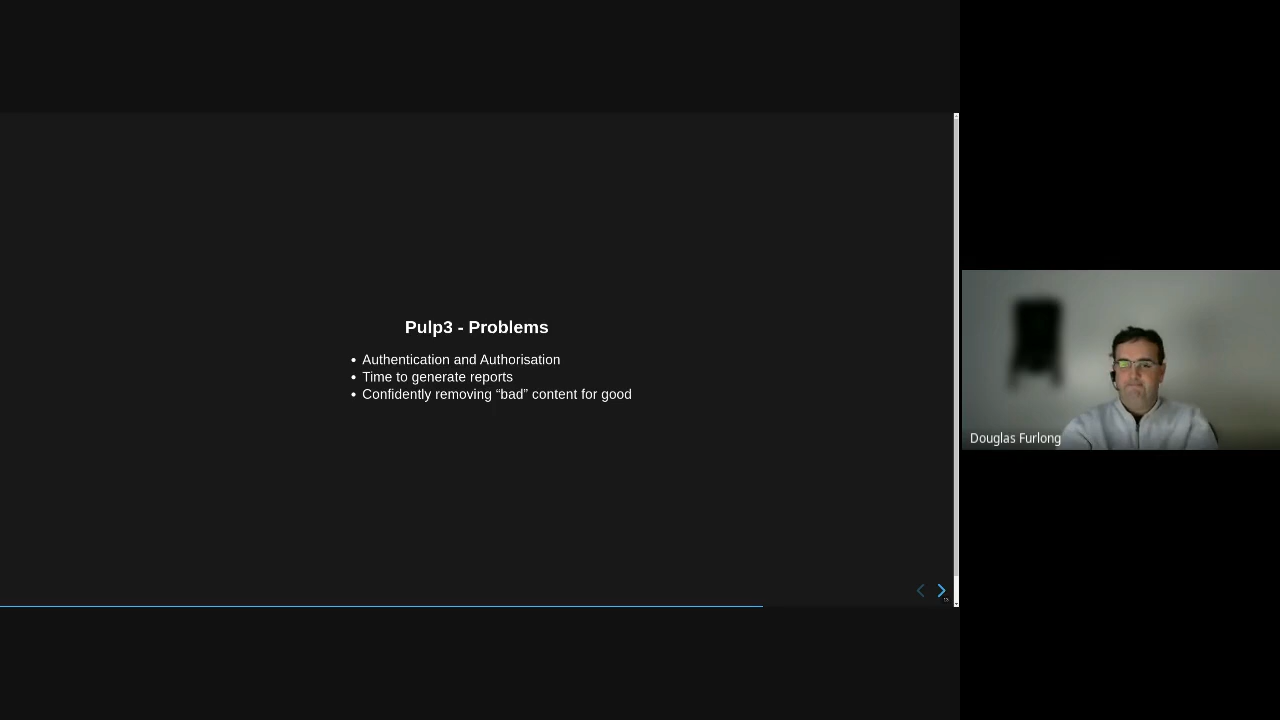 Pulp3 - Problems
• Authentication and Authorisation
• Time to generate reports
• Confidently removing “bad” content for good
Douglas Furlong